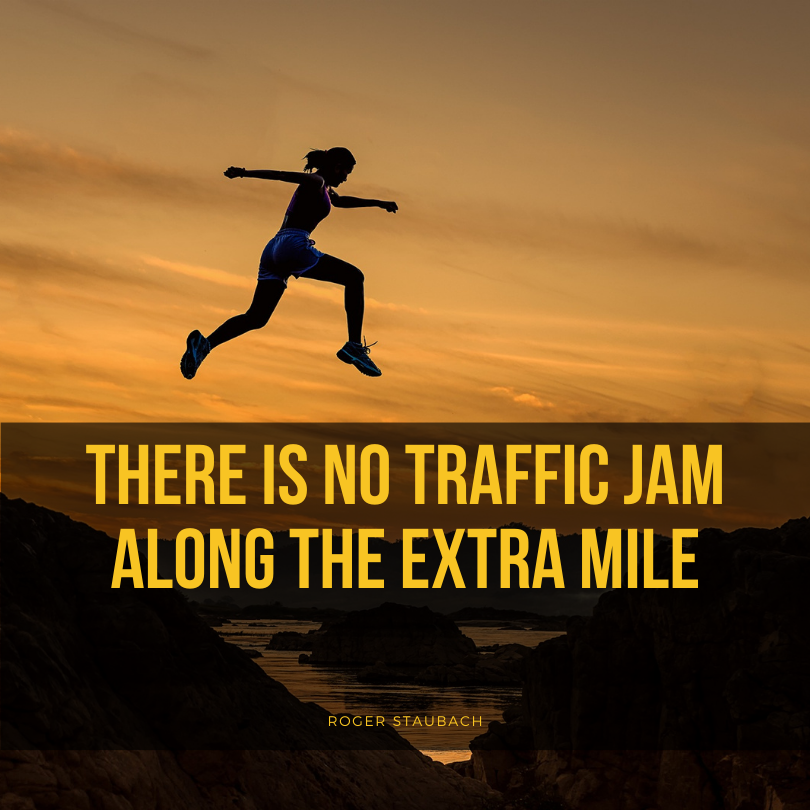 THERE IS NO TRAFFIC JAM
ALONG THE EXTRA MILE
ROGER STAUBACH